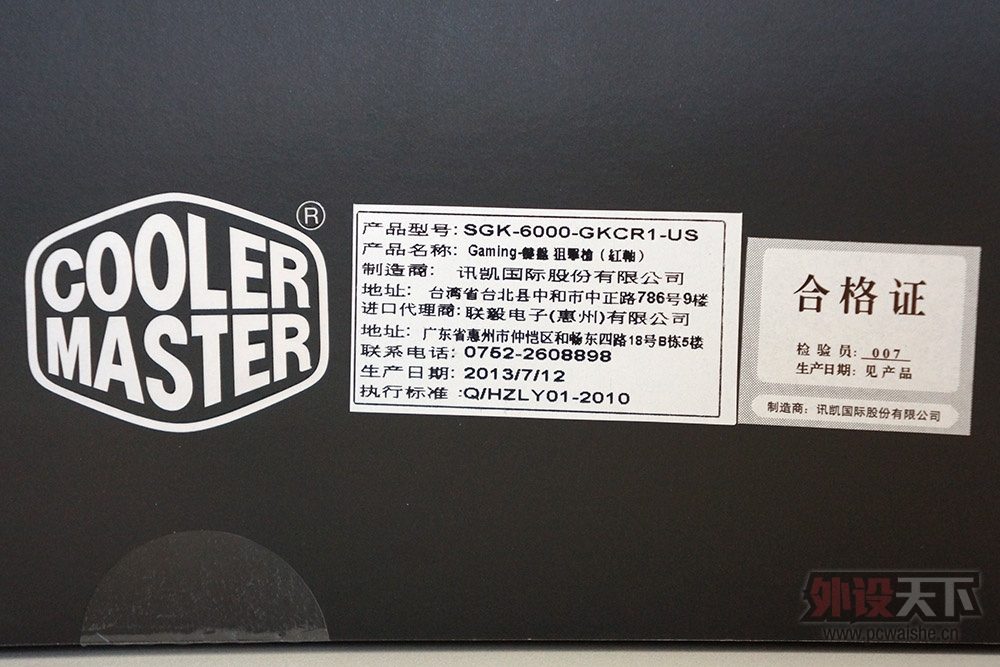 COOLER
MASTER
®
产品型号: SGK-6000-GKCR1-US
产品名称: Gaming-鍵盤 狙擊槍（紅軸）
制造商: 讯凯国际股份有限公司
地址: 台湾省台北县中和市中正路786号9楼
进口代理商: 联毅电子(惠州)有限公司
地址: 广东省惠州市仲恺区和畅东四路18号B栋5楼
联系电话: 0752-2608898
生产日期: 2013/7/12
执行标准 :Q/HZLY01-2010
合格证
检验员: 007
生产日期: 见产品
制造商: 讯凯国际股份有限公司
外设天下
www.pcwaishe.cn